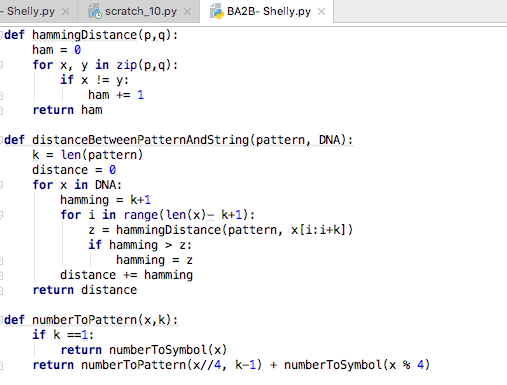 - Shelly.py × scratch_10.py × BA2B- Shelly.py ×
def hammingDistance(p,q):
    ham = 0
    for x, y in zip(p,q):
        if x != y:
            ham += 1
    return ham
def distanceBetweenPatternAndString(pattern, DNA):
    k = len(pattern)
    distance = 0
    for x in DNA:
        hamming = k+1
        for i in range(len(x)- k+1):
            z = hammingDistance(pattern, x[i:i+k])
            if hamming > z:
                hamming = z
        distance += hamming
    return distance
def numberToPattern(x,k):
    if k ==1:
        return numberToSymbol(x)
    return numberToPattern(x//4, k-1) + numberToSymbol(x % 4)